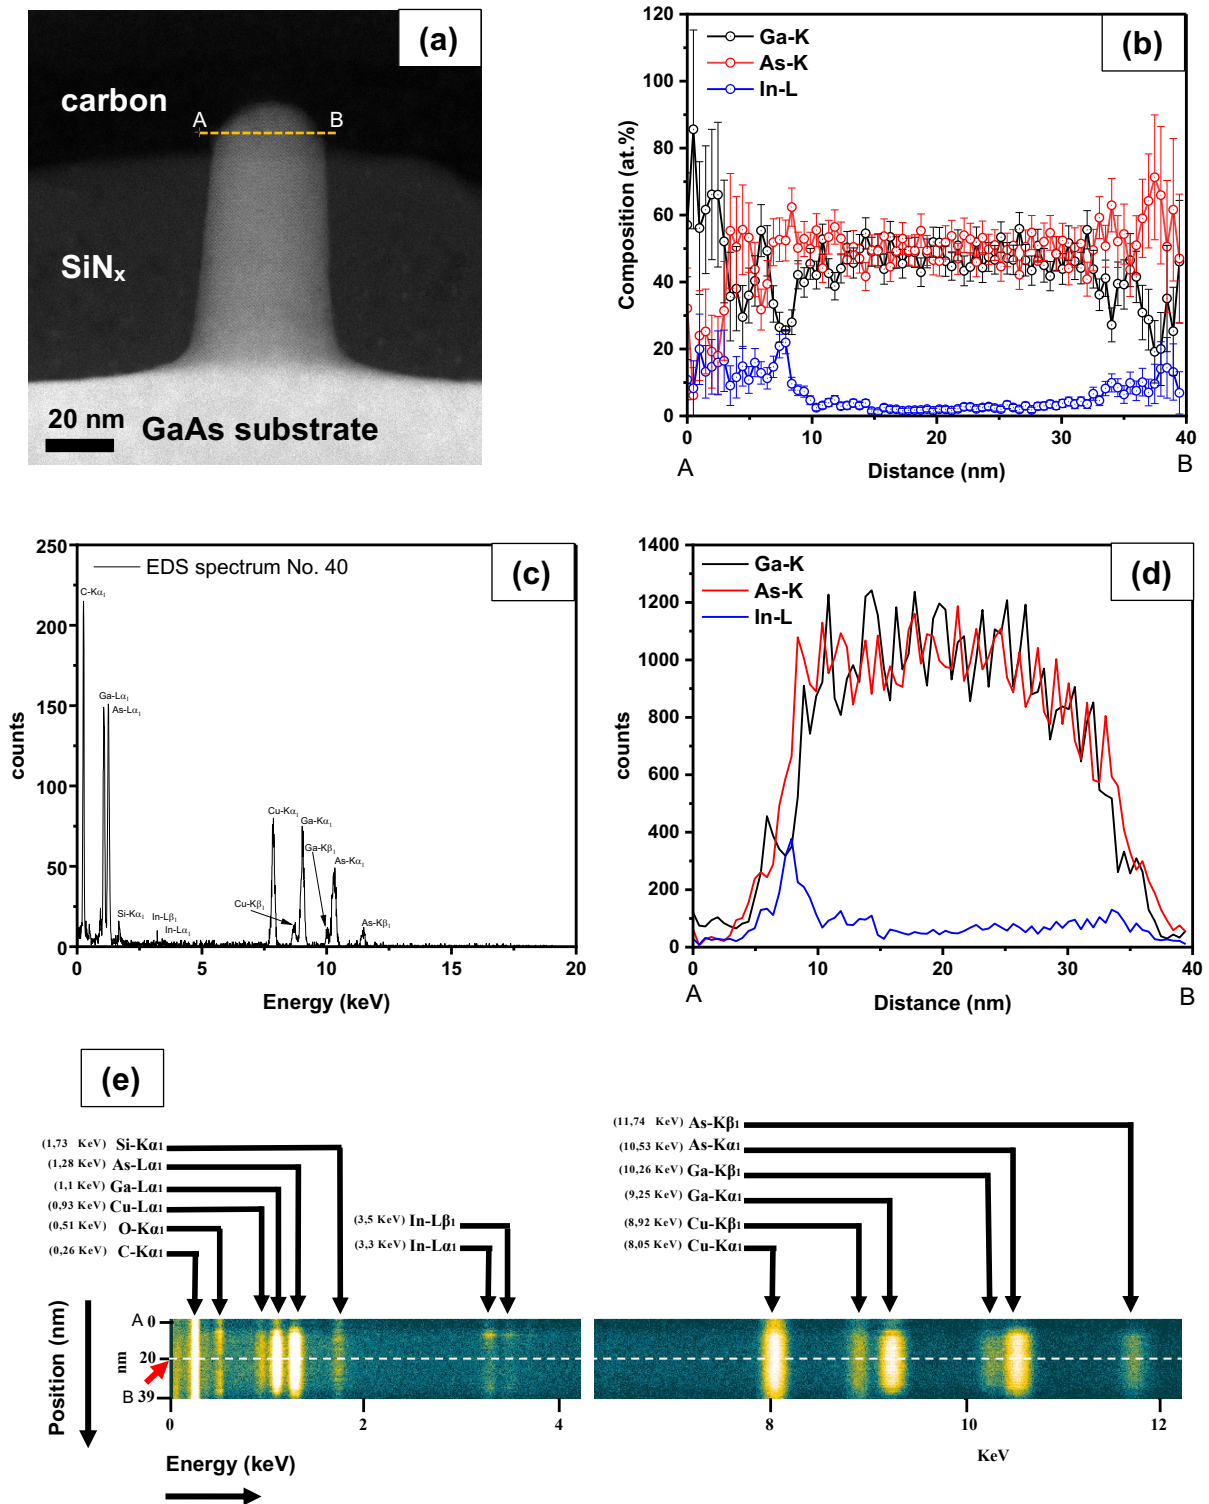 (a)
carbon
A
B
SiNx
20 nm
GaAs substrate
(b)
Ga-K
As-K
In-L
120
100
80
60
40
20
0
Composition (at.%)
0 10 20 30 40
A
B
Distance (nm)
(c)
EDS spectrum No. 40
250
200
150
100
50
0
counts
C-Kα1
Ga-Lα1
As-Lα1
Si-Kα1
In-Lβ1
In-Lα1
Cu-Kα1
Ga-Kα1
Ga-Kβ1
As-Kα1
Cu-Kβ1
As-Kβ1
0 5 10 15 20
Energy (keV)
(d)
Ga-K
As-K
In-L
1400
1200
1000
800
600
400
200
0
counts
0 10 20 30 40
A
B
Distance (nm)
(e)
(1,73 KeV) Si-Kα1
(1,28 KeV) As-Lα1
(1,1 KeV) Ga-Lα1
(0,93 KeV) Cu-Lα1
(0,51 KeV) O-Kα1
(0,26 KeV) C-Kα1
(3,5 KeV) In-Lβ1
(3,3 KeV) In-Lα1
(11,74 KeV) As-Kβ1
(10,53 KeV) As-Kα1
(10,26 KeV) Ga-Kβ1
(9,25 KeV) Ga-Kα1
(8,92 KeV) Cu-Kβ1
(8,05 KeV) Cu-Kα1
Position (nm)
A 0
nm
20
B 39
0 2 4
8 10 12
KeV
Energy (keV)